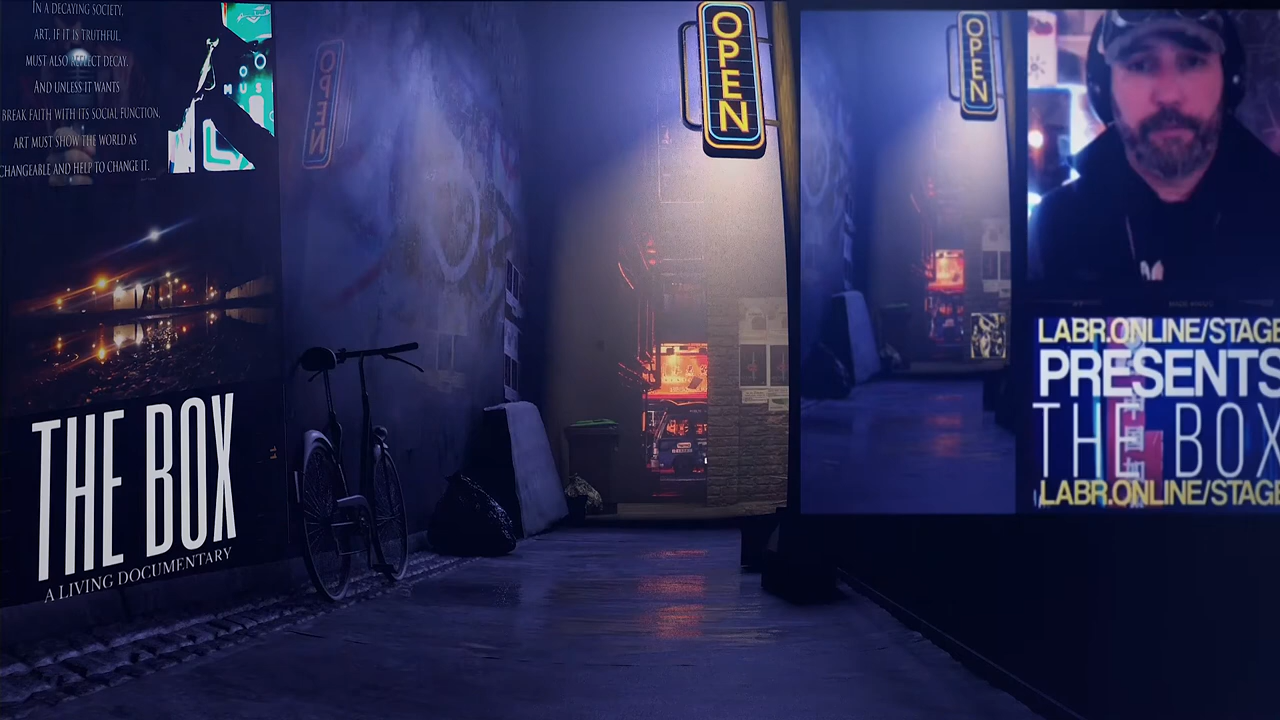 IN A DECAYING SOCIETY,
ART, IF IT IS TRUTHFUL,
MUST ALSO REFLECT DECAY.
AND UNLESS IT WANTS
BREAK FAITH WITH ITS SOCIAL FUNCTION,
ART MUST SHOW THE WORLD AS
CHANGEABLE AND HELP TO CHANGE IT.
MUS
THE BOX
A LIVING DOCUMENTARY
OPEN
OPEN
OPEN
LABR.ONLINE/STAGE
PRESENTS
THE BOX
LABR.ONLINE/STAGE